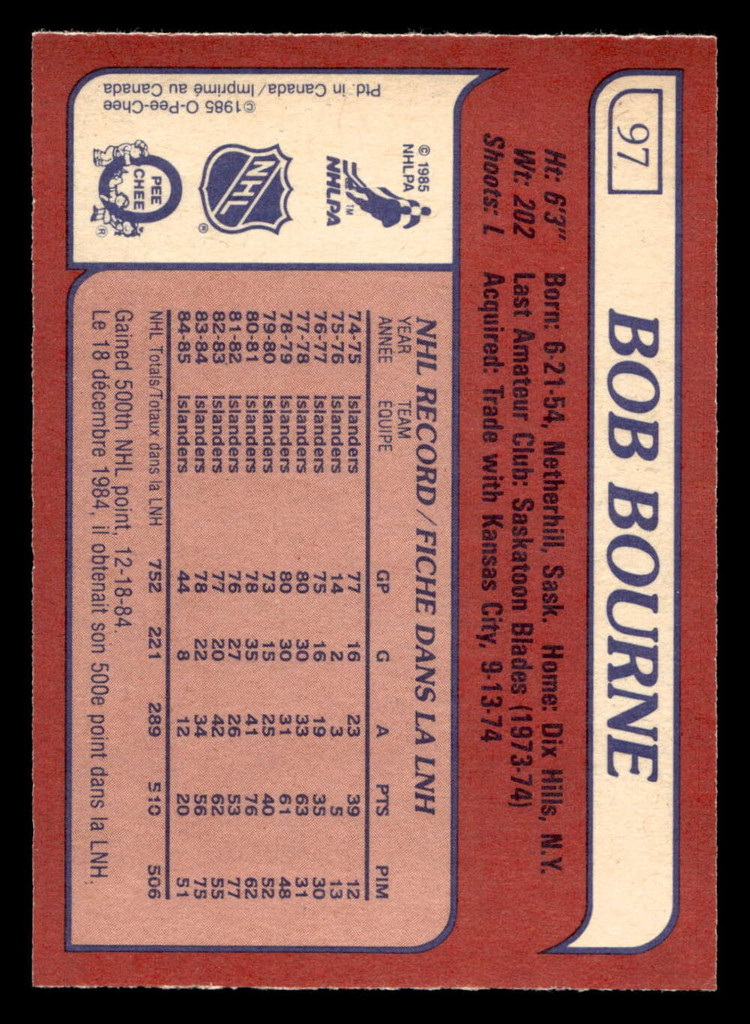 97
BOB BOURNE
Ht: 6'3" Born: 6-21-54, Netherhill, Sask. Home: Dix Hills, N.Y.
Wt: 202 Last Amateur Club: Saskatoon Blades (1973-74)
Shoots: L Acquired: Trade with Kansas City, 9-13-74
© 1985
NHLPA
NHLPA
TM
NHL
®
O
PEE
CHEE
®
©1985 O-Pee-Chee
Ptd. in Canada/Imprimé au Canada
NHL RECORD/FICHE DANS LA LNH
YEAR TEAM GP G A PTS PIM
ANNÉE ÉQUIPE
74-75 Islanders 77 16 23 39 12
75-76 Islanders 14 2 3 5 13
76-77 Islanders 75 16 19 35 30
77-78 Islanders 80 30 33 63 31
78-79 Islanders 80 30 31 61 48
79-80 Islanders 73 15 25 40 52
80-81 Islanders 78 35 41 76 62
81-82 Islanders 76 27 26 53 77
82-83 Islanders 77 20 42 62 55
83-84 Islanders 78 22 34 56 75
84-85 Islanders 44 8 12 20 51
NHL Totals/Totaux dans la LNH 752 221 289 510 506
Gained 500th NHL point, 12-18-84.
Le 18 décembre 1984, il obtenait son 500e point dans la LNH.